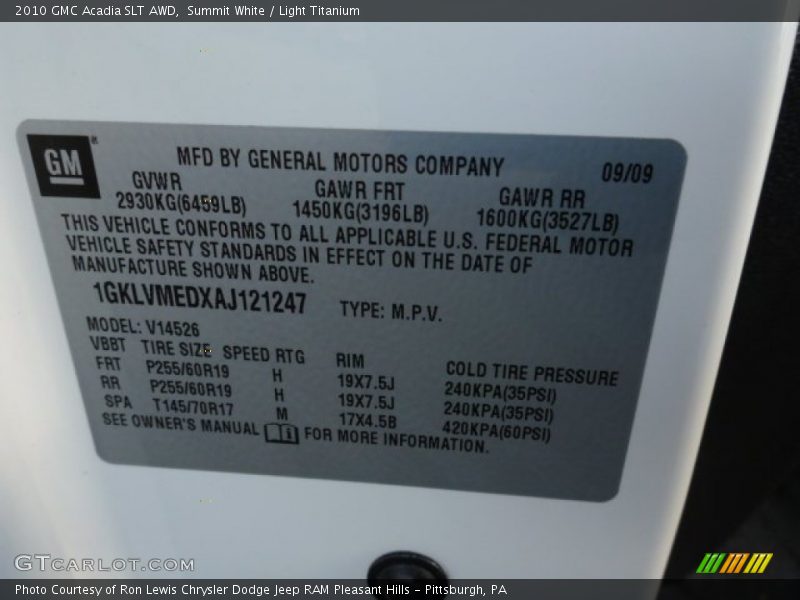 2010 GMC Acadia SLT AWD,  Summit White / Light Titanium
GM
MFD BY GENERAL MOTORS COMPANY 09/09
GVWR GAWR FRT GAWR RR
2930KG(6459LB) 1450KG(3196LB) 1600KG(3527LB)
THIS VEHICLE CONFORMS TO ALL APPLICABLE U.S. FEDERAL MOTOR
VEHICLE SAFETY STANDARDS IN EFFECT ON THE DATE OF
MANUFACTURE SHOWN ABOVE.
1GKLVMEDXAJ121247 TYPE: M.P.V.
MODEL: V14526
VBBT TIRE SIZE SPEED RTG RIM COLD TIRE PRESSURE
FRT P255/60R19 H 19X7.5J 240KPA(35PSI)
RR P255/60R19 H 19X7.5J 240KPA(35PSI)
SPA T145/70R17 M 17X4.5B 420KPA(60PSI)
SEE OWNER'S MANUAL FOR MORE INFORMATION.
GTCARLOT.COM
Photo Courtesy of Ron Lewis Chrysler Dodge Jeep RAM Pleasant Hills - Pittsburgh, PA